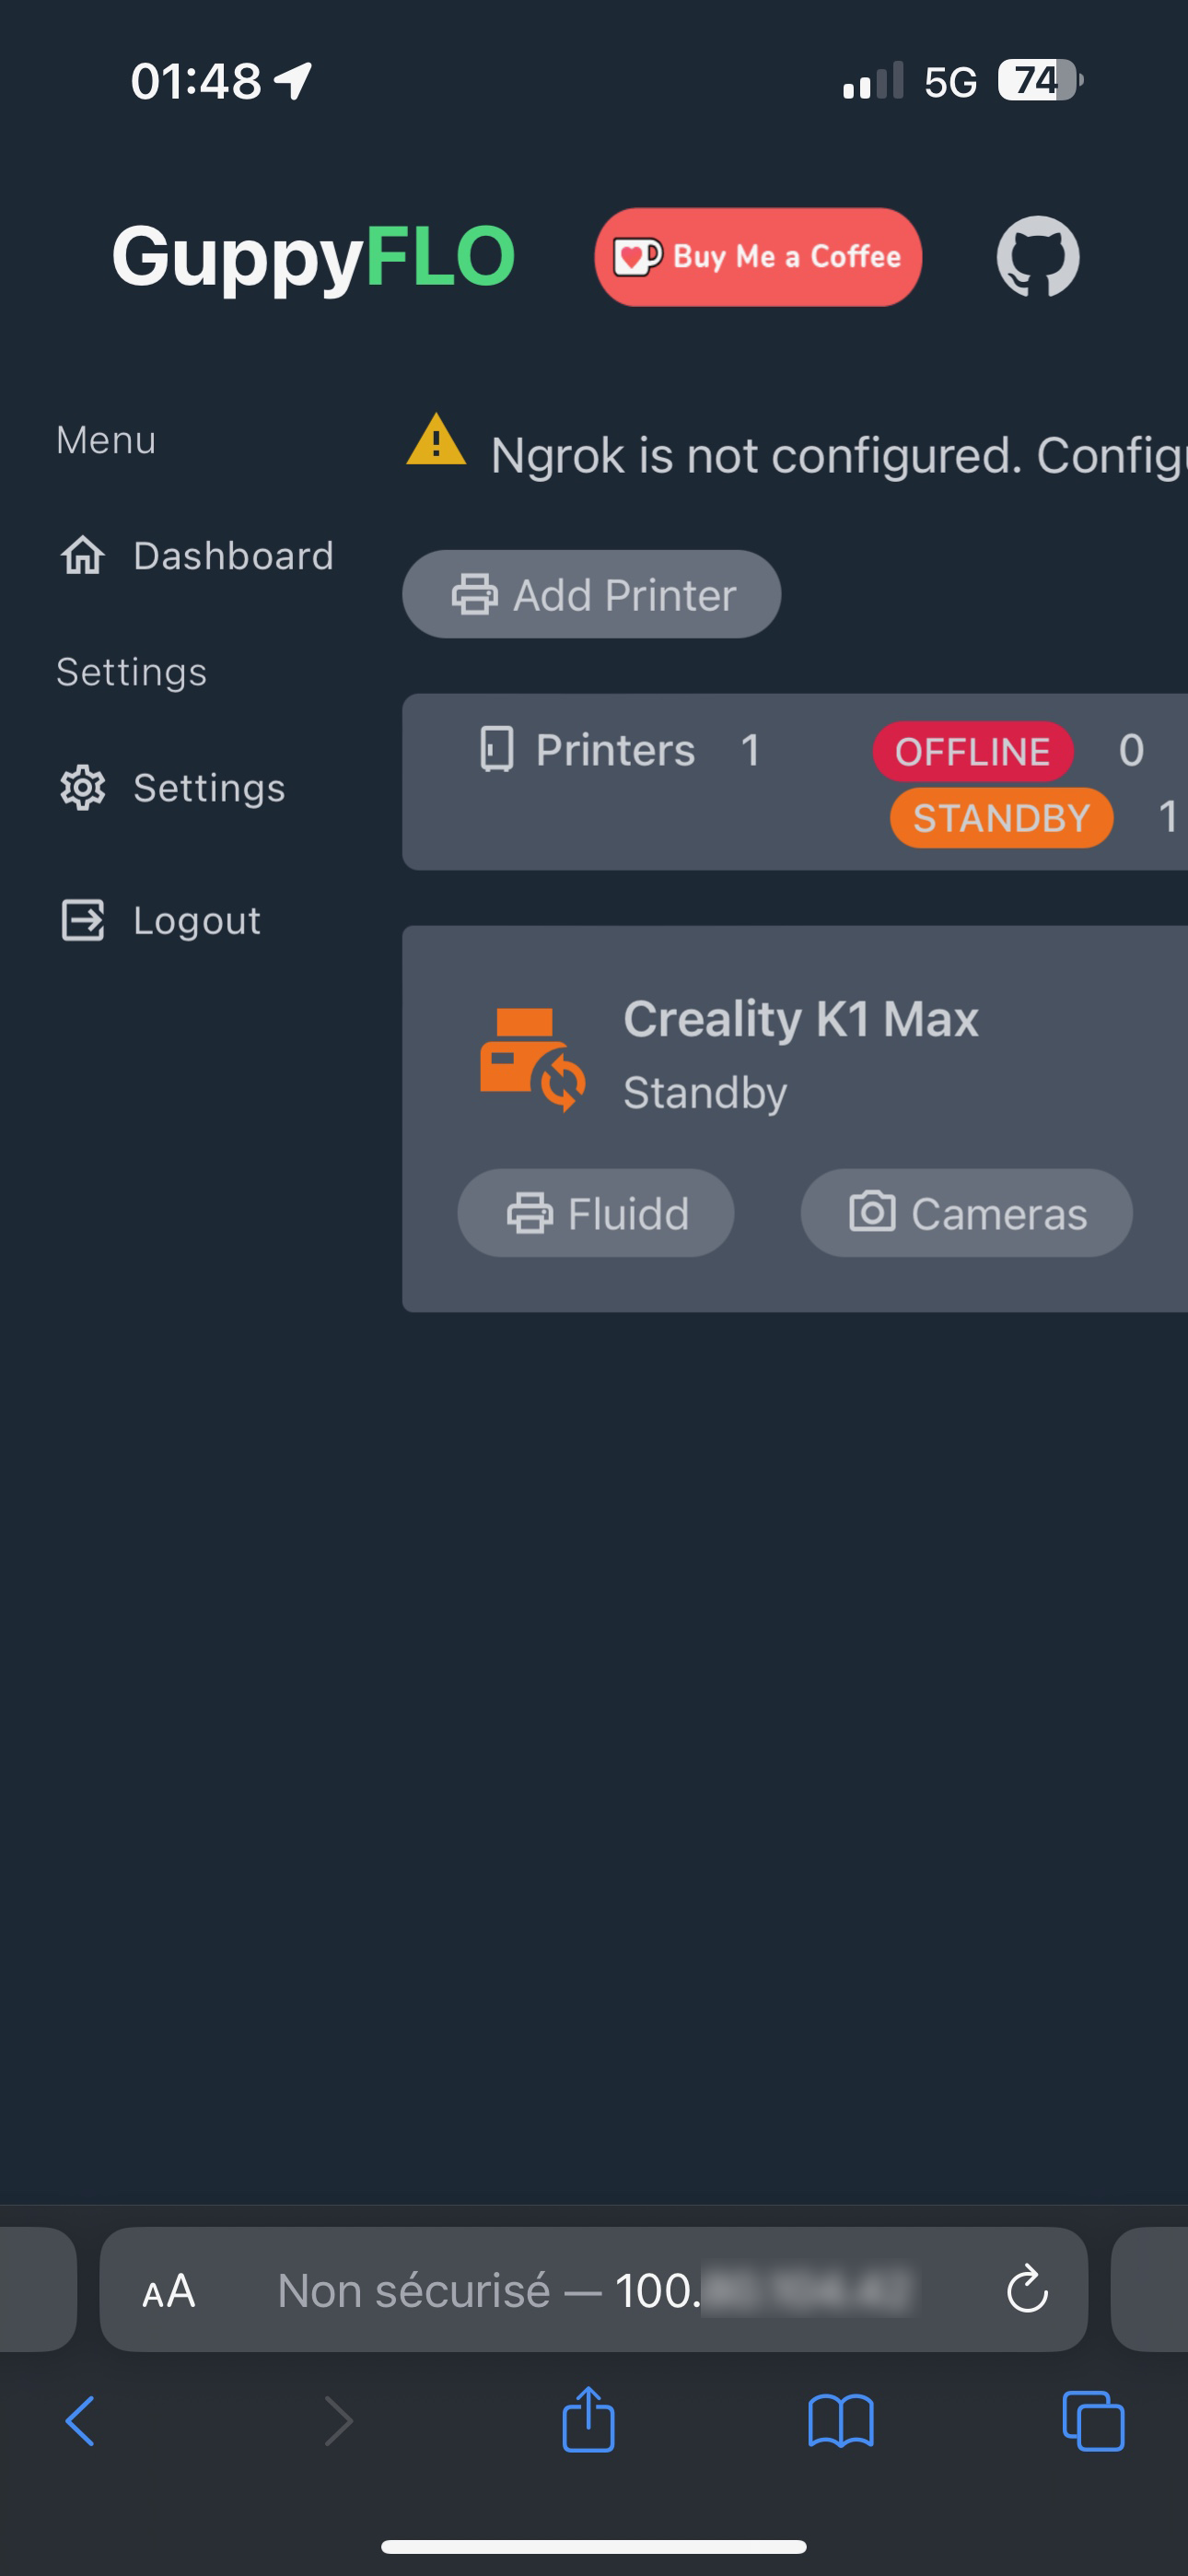 01:48 5G 74
GuppyFLO Buy Me a Coffee
Menu
Ngrok is not configured. Config
Dashboard
Add Printer
Settings
Printers 1 OFFLINE 0
Settings
STANDBY 1
Logout
Creality K1 Max
Standby
Fluidd Cameras
AA Non sécurisé — 100.